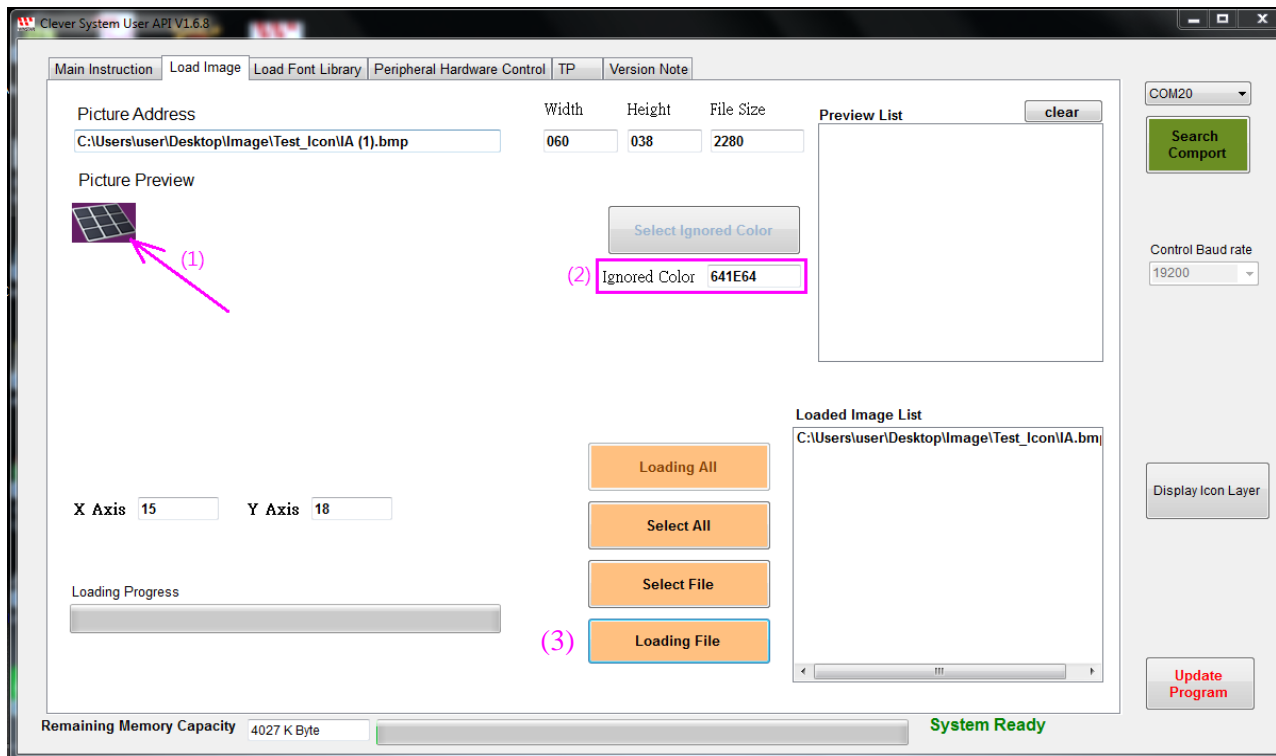 Clever System User API V1.6.8
Main Instruction
Load Image
Load Font Library
Peripheral Hardware Control
TP
Version Note
Picture Address
Width
Height
File Size
Preview List
clear
C:\Users\user\Desktop\Image\Test_Icon\IA (1).bmp
060
038
2280
Picture Preview
(1)
Select Ignored Color
(2)
Ignored Color
641E64
COM20
Search
Comport
Control Baud rate
19200
Loaded Image List
C:\Users\user\Desktop\Image\Test_Icon\IA.bmp
Loading All
Select All
Select File
(3)
Loading File
X Axis
15
Y Axis
18
Loading Progress
Display Icon Layer
Update
Program
Remaining Memory Capacity
4027 K Byte
System Ready